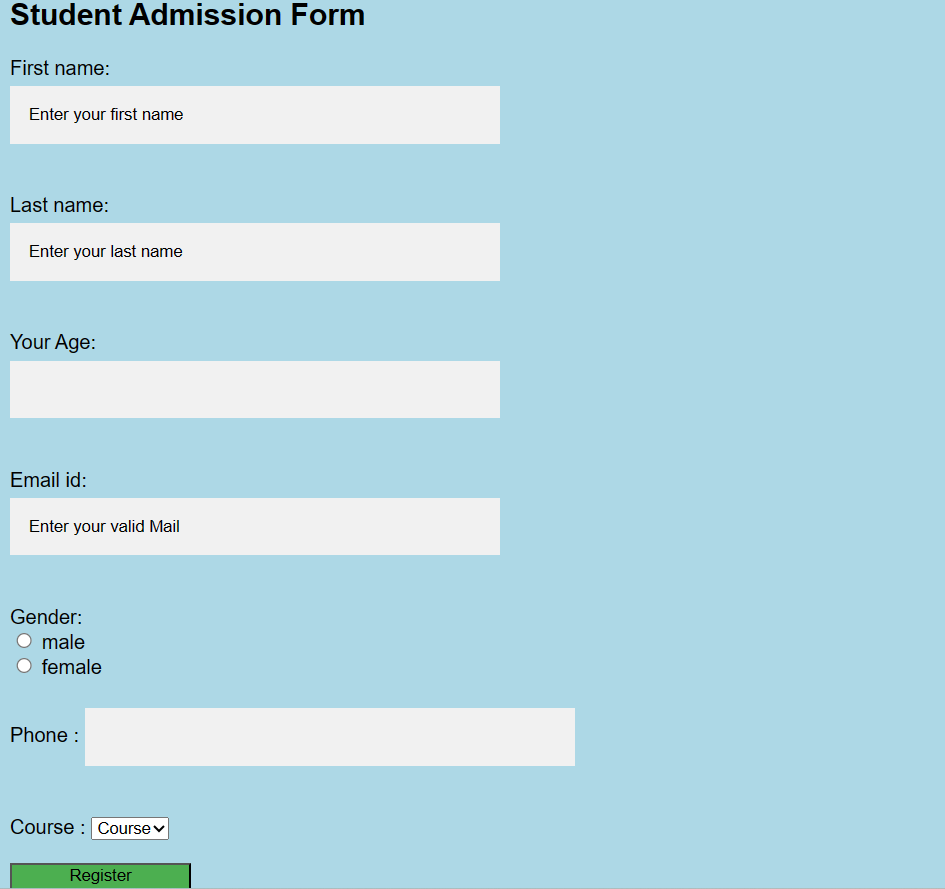 Student Admission Form
First name:
Enter your first name
Last name:
Enter your last name
Your Age:
Email id:
Enter your valid Mail
Gender:
male
female
Phone :
Course : Course
Register